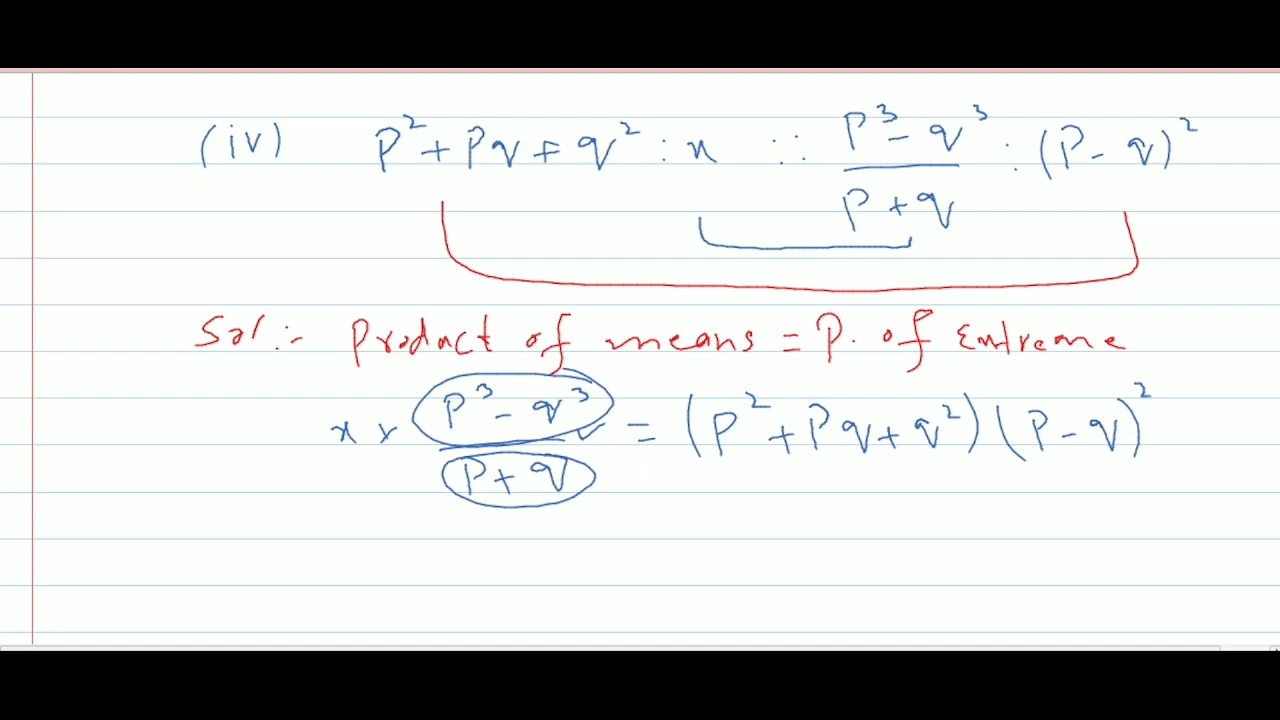 (iv) P² + Pq + q² : x :: P³ - q³ / P + q : (P - q)²
Sol :- Product of means = P. of Extreme
x × P³ - q³ / P + q = (P² + Pq + q²) (P - q)²